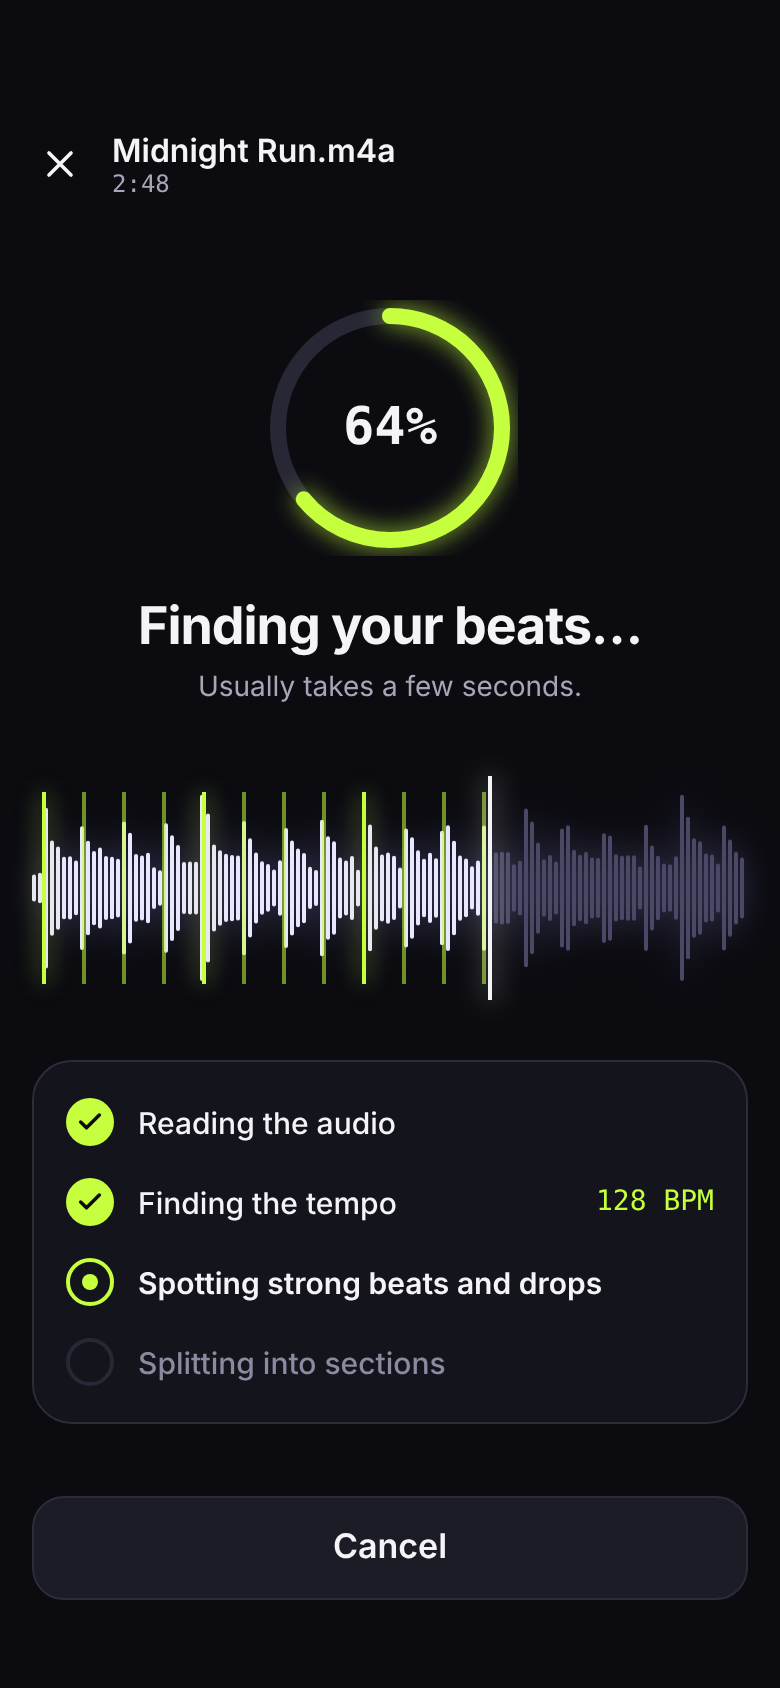 Midnight Run.m4a
2:48
64%
Finding your beats...
Usually takes a few seconds.
Reading the audio
Finding the tempo 128 BPM
Spotting strong beats and drops
Splitting into sections
Cancel